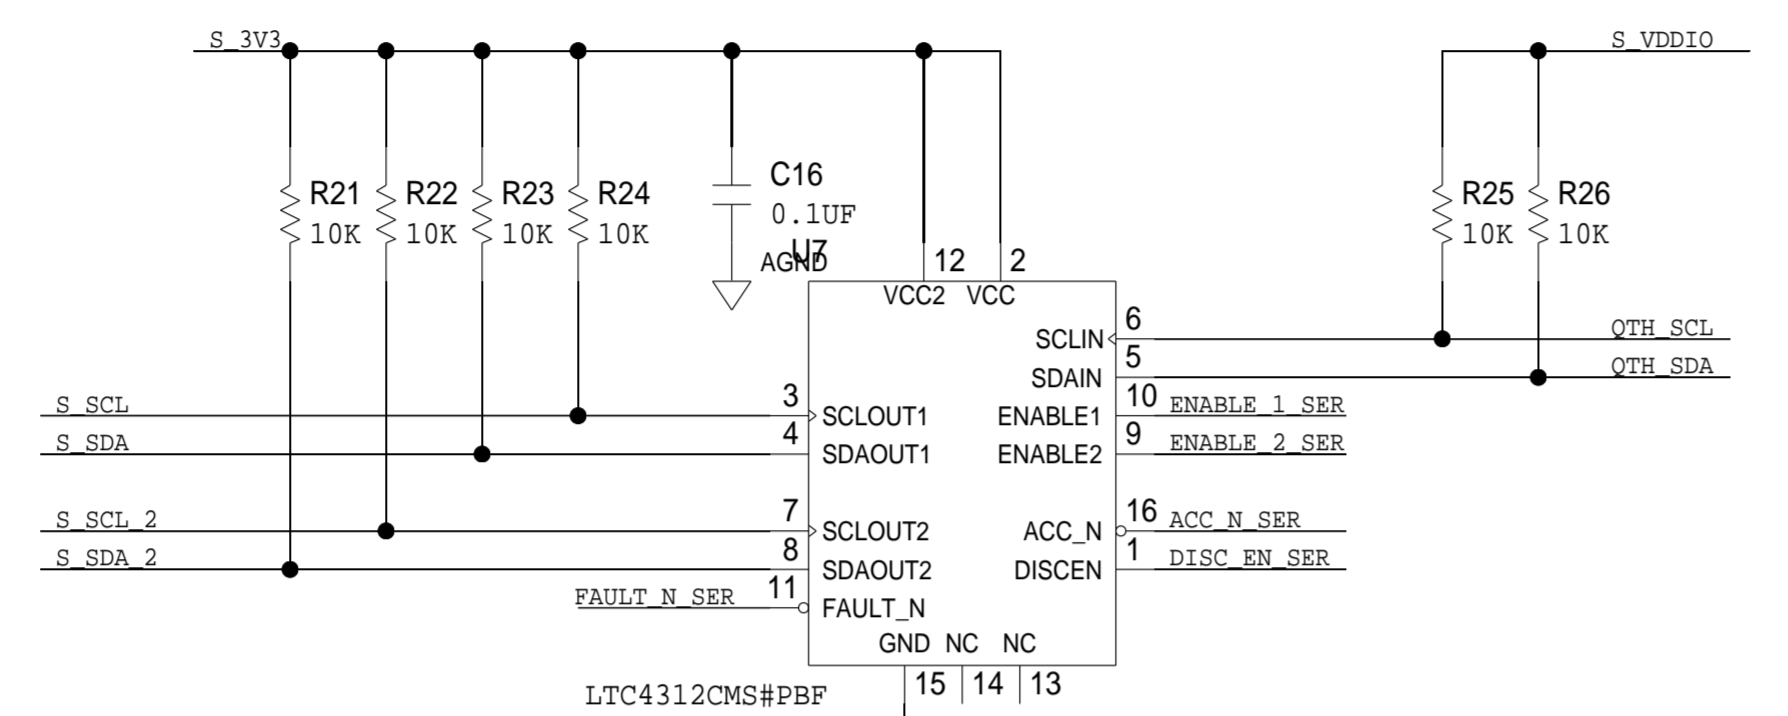 S_3V3
S_VDDIO
R21
10K
R22
10K
R23
10K
R24
10K
C16
0.1UF
AGND
U7
R25
10K
R26
10K
12
2
VCC2
VCC
SCLIN
6
QTH_SCL
SDAIN
5
QTH_SDA
S_SCL
3
SCLOUT1
ENABLE1
10
ENABLE_1_SER
S_SDA
4
SDAOUT1
ENABLE2
9
ENABLE_2_SER
S_SCL_2
7
SCLOUT2
ACC_N
16
ACC_N_SER
S_SDA_2
8
SDAOUT2
DISCEN
1
DISC_EN_SER
FAULT_N_SER
11
FAULT_N
GND
NC
NC
15
14
13
LTC4312CMS#PBF